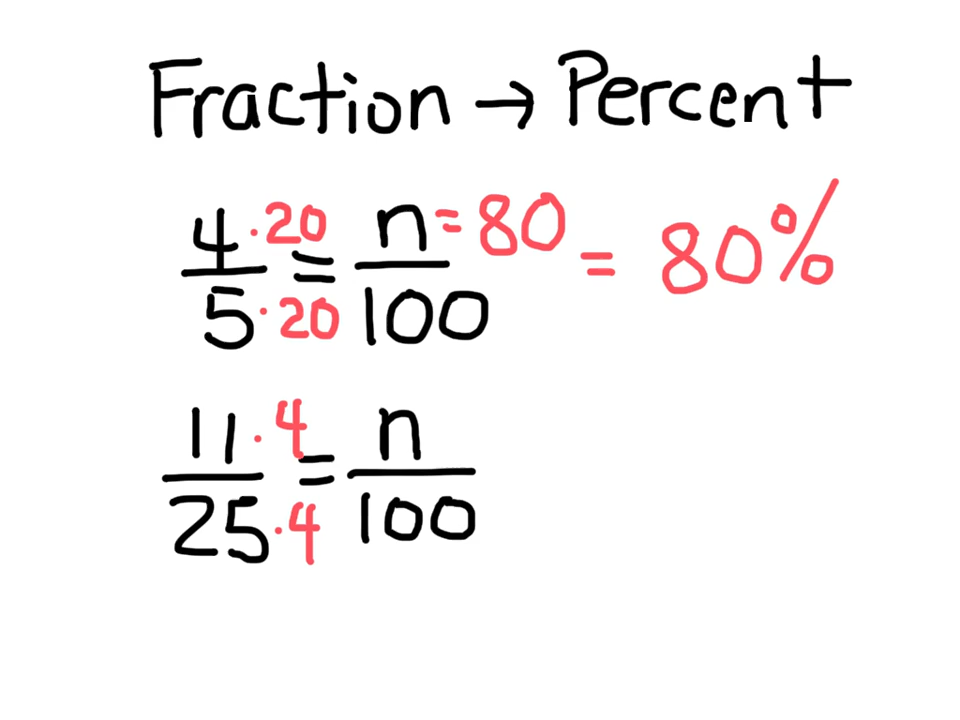 Fraction → Percent
4 · 20 / 5 · 20 = n = 80 / 100 = 80%
11 · 4 / 25 · 4 = n / 100